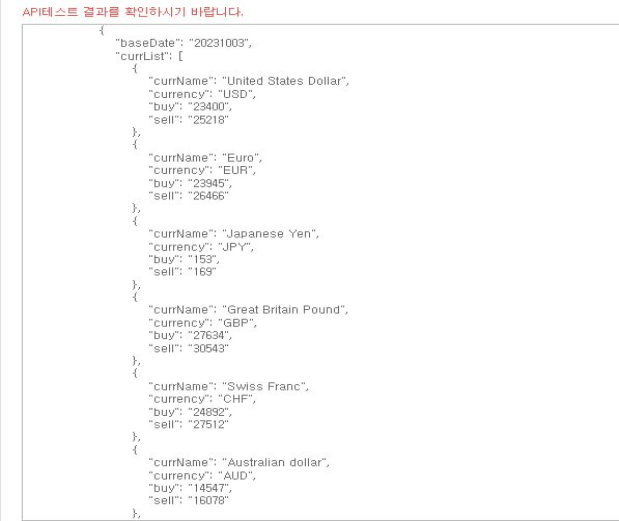 API테스트 결과를 확인하시기 바랍니다.
{
"baseDate": "20231003",
"currList": [
{
"currName": "United States Dollar",
"currency": "USD",
"buy": "23400",
"sell": "25218"
},
{
"currName": "Euro",
"currency": "EUR",
"buy": "23945",
"sell": "26466"
},
{
"currName": "Japanese Yen",
"currency": "JPY",
"buy": "153",
"sell": "169"
},
{
"currName": "Great Britain Pound",
"currency": "GBP",
"buy": "27634",
"sell": "30543"
},
{
"currName": "Swiss Franc",
"currency": "CHF",
"buy": "24892",
"sell": "27512"
},
{
"currName": "Australian dollar",
"currency": "AUD",
"buy": "14547",
"sell": "16078"
},